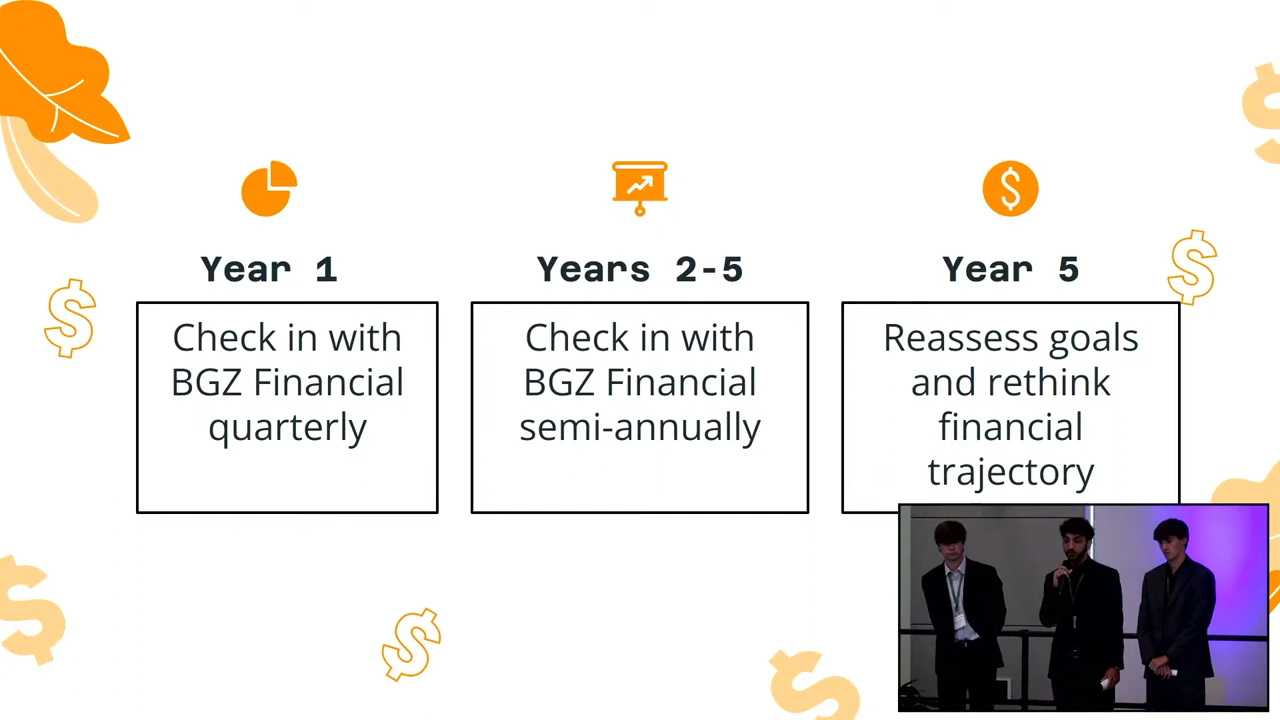 Year 1
Check in with
BGZ Financial
quarterly
Years 2-5
Check in with
BGZ Financial
semi-annually
Year 5
Reassess goals
and rethink
financial
trajectory